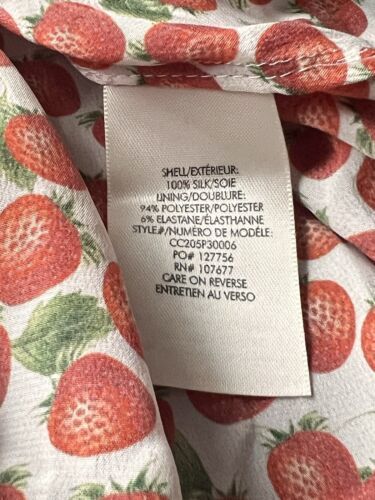 SHELL/EXTÉRIEUR:
100% SILK/SOIE
LINING/DOUBLURE:
94% POLYESTER/POLYESTER
6% ELASTANE/ÉLASTHANNE
STYLE#/NUMÉRO DE MODÈLE:
CC205P30006
PO# 127756
RN# 107677
CARE ON REVERSE
ENTRETIEN AU VERSO